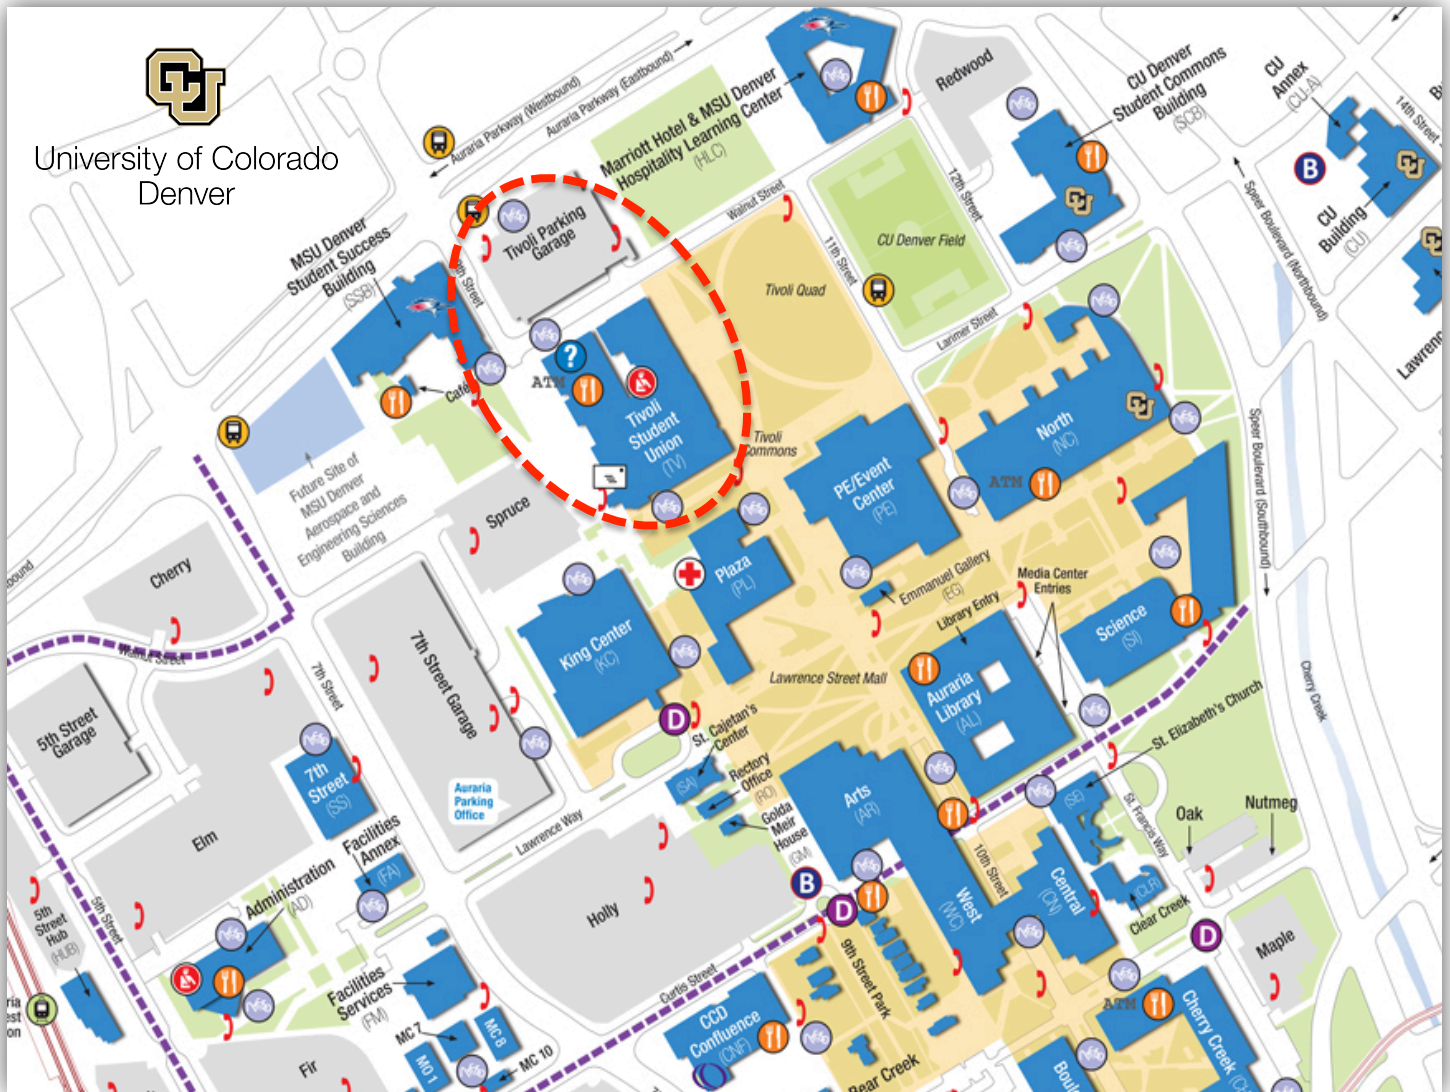 University of Colorado
Denver
Auraria Parkway (Westbound)
Auraria Parkway (Eastbound)
Marriott Hotel & MSU Denver
Hospitality Learning Center
(HLC)
Redwood
CU Denver
Student Commons
Building
(SCB)
CU
Annex
(CU-A)
14th Street
B
CU
Building
(CU)
Speer Boulevard (Northbound)
MSU Denver
Student Success
Building
(SSB)
Tivoli Parking
Garage
Walnut Street
12th Street
11th Street
CU Denver Field
Tivoli Quad
Larimer Street
?
ATM
Café
Tivoli
Student
Union
(TV)
Tivoli
Commons
North
(NC)
ATM
PE/Event
Center
(PE)
Speer Boulevard (Southbound)
Future Site of
MSU Denver
Aerospace and
Engineering Sciences
Building
Spruce
Cherry
Plaza
(PL)
Emmanuel Gallery
(EG)
Media Center
Entries
Library Entry
Science
(SI)
Walnut Street
7th Street
7th Street Garage
King Center
(KC)
Lawrence Street Mall
Auraria
Library
(AL)
Cherry Creek
5th Street
Garage
D
St. Cajetan's
Center
(SA)
Rectory
Office
(RO)
Golda
Meir
House
(GM)
St. Elizabeth's Church
(SE)
St. Francis Way
7th
Street
(SS)
Auraria
Parking
Office
Lawrence Way
Arts
(AR)
Oak
Nutmeg
Elm
Facilities
Annex
(FA)
10th Street
Central
(CN)
(CLR)
Clear Creek
Administration
(AD)
Holly
B
D
West
(WC)
D
Maple
5th
Street
Hub
(HUB)
5th Street
9th Street Park
Curtis Street
Facilities
Services
(FM)
MC 7
MC 8
MC 10
MO 1
CCD
Confluence
(CNF)
ATM
Cherry Creek
Fir
Bear Creek